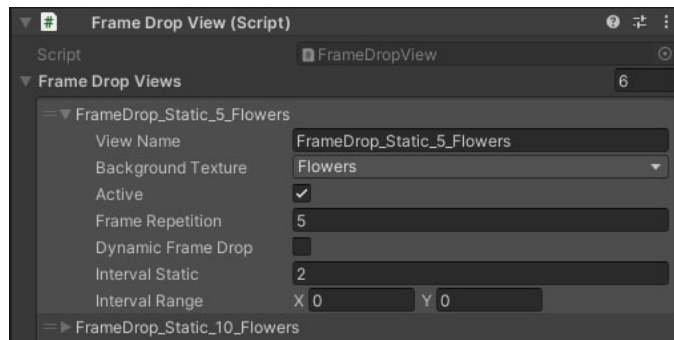 # Frame Drop View (Script)
Script FrameDropView
Frame Drop Views 6
FrameDrop_Static_5_Flowers
View Name FrameDrop_Static_5_Flowers
Background Texture Flowers
Active
Frame Repetition 5
Dynamic Frame Drop
Interval Static 2
Interval Range X 0 Y 0
FrameDrop_Static_10_Flowers